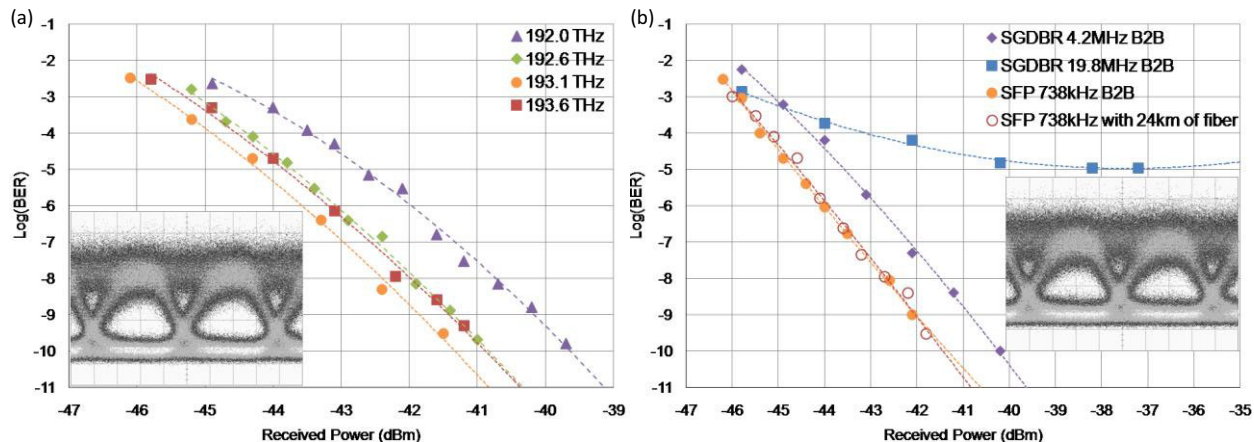 (a)
-1
-2
-3
-4
-5
-6
-7
-8
-9
-10
-11
Log(BER)
192.0 THz
192.6 THz
193.1 THz
193.6 THz
-47 -46 -45 -44 -43 -42 -41 -40 -39
Received Power (dBm)
(b)
-1
-2
-3
-4
-5
-6
-7
-8
-9
-10
-11
Log(BER)
SGDBR 4.2MHz B2B
SGDBR 19.8MHz B2B
SFP 738kHz B2B
SFP 738kHz with 24km of fiber
-47 -46 -45 -44 -43 -42 -41 -40 -39 -38 -37 -36 -35
Received Power (dBm)